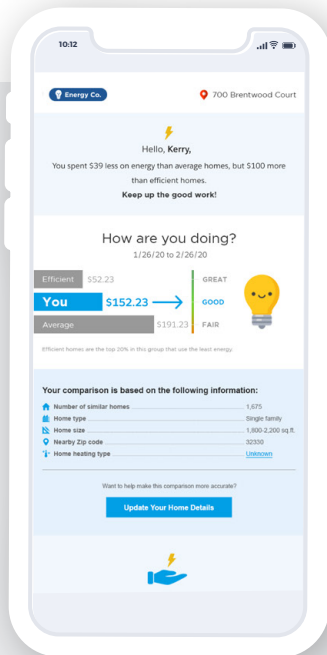 10:12
Energy Co.
700 Brentwood Court
Hello, Kerry,
You spent $39 less on energy than average homes, but $100 more
than efficient homes.
Keep up the good work!
How are you doing?
1/26/20 to 2/26/20
Efficient $52.23 GREAT
You $152.23 GOOD
Average $191.23 FAIR
Efficient homes are the top 20% in this group that use the least energy.
Your comparison is based on the following information:
Number of similar homes 1,675
Home type Single family
Home size 1,800-2,200 sq.ft.
Nearby Zip code 32330
Home heating type Unknown
Want to help make this comparison more accurate?
Update Your Home Details